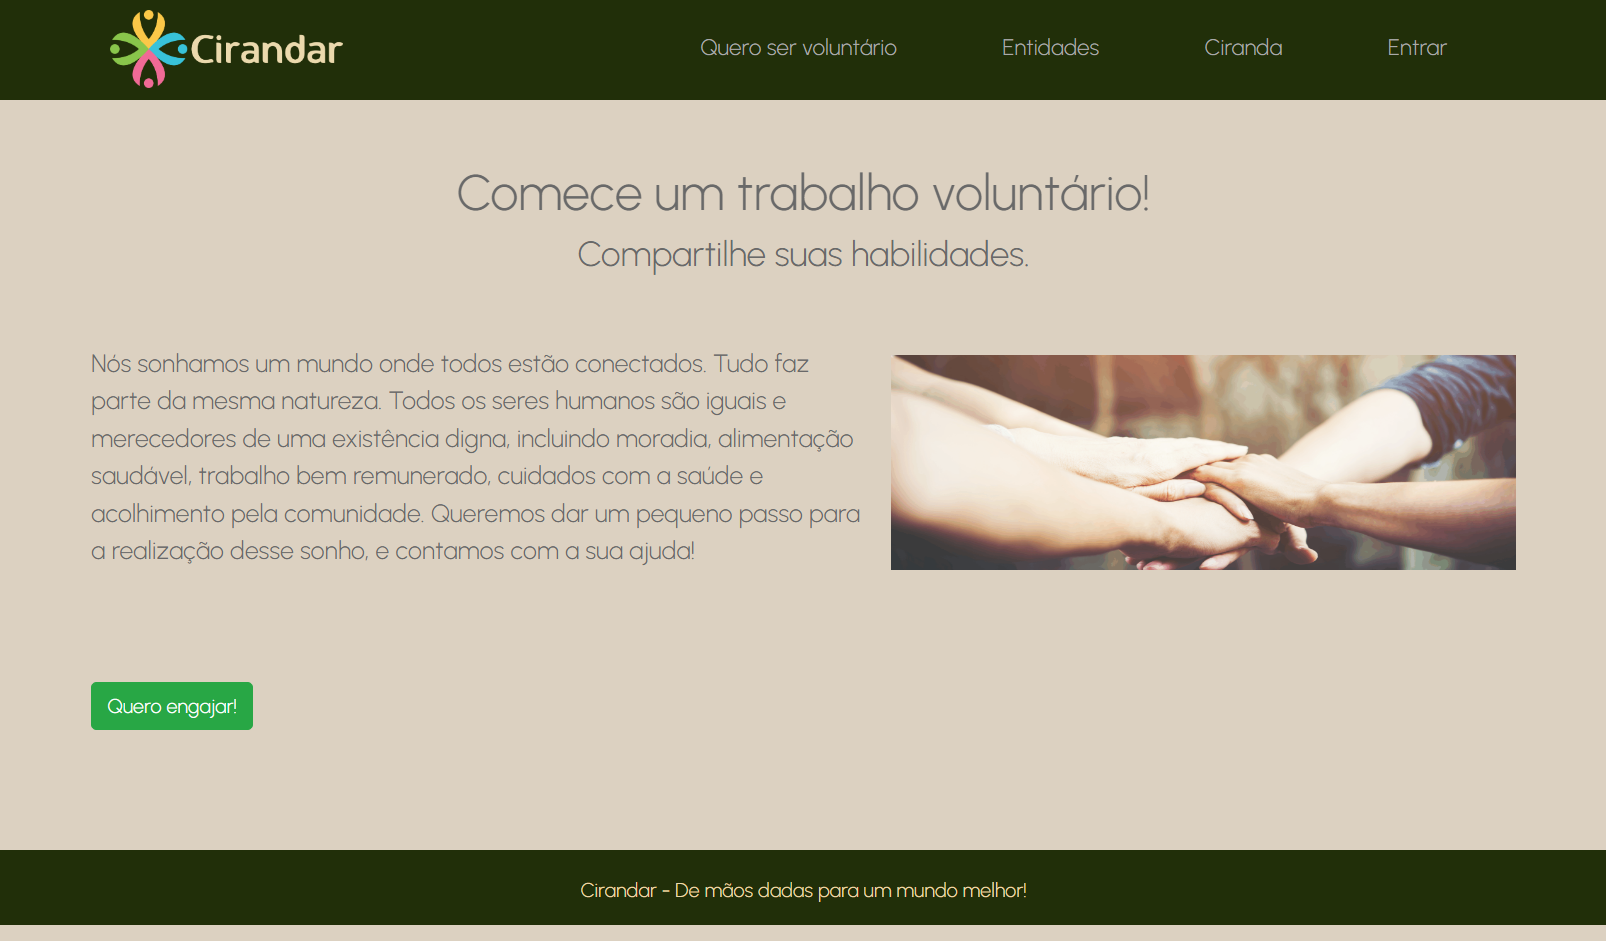 Cirandar
Quero ser voluntário
Entidades
Ciranda
Entrar
Comece um trabalho voluntário!
Compartilhe suas habilidades.
Nós sonhamos um mundo onde todos estão conectados. Tudo faz
parte da mesma natureza. Todos os seres humanos são iguais e
merecedores de uma existência digna, incluindo moradia, alimentação
saudável, trabalho bem remunerado, cuidados com a saúde e
acolhimento pela comunidade. Queremos dar um pequeno passo para
a realização desse sonho, e contamos com a sua ajuda!
Quero engajar!
Cirandar - De mãos dadas para um mundo melhor!